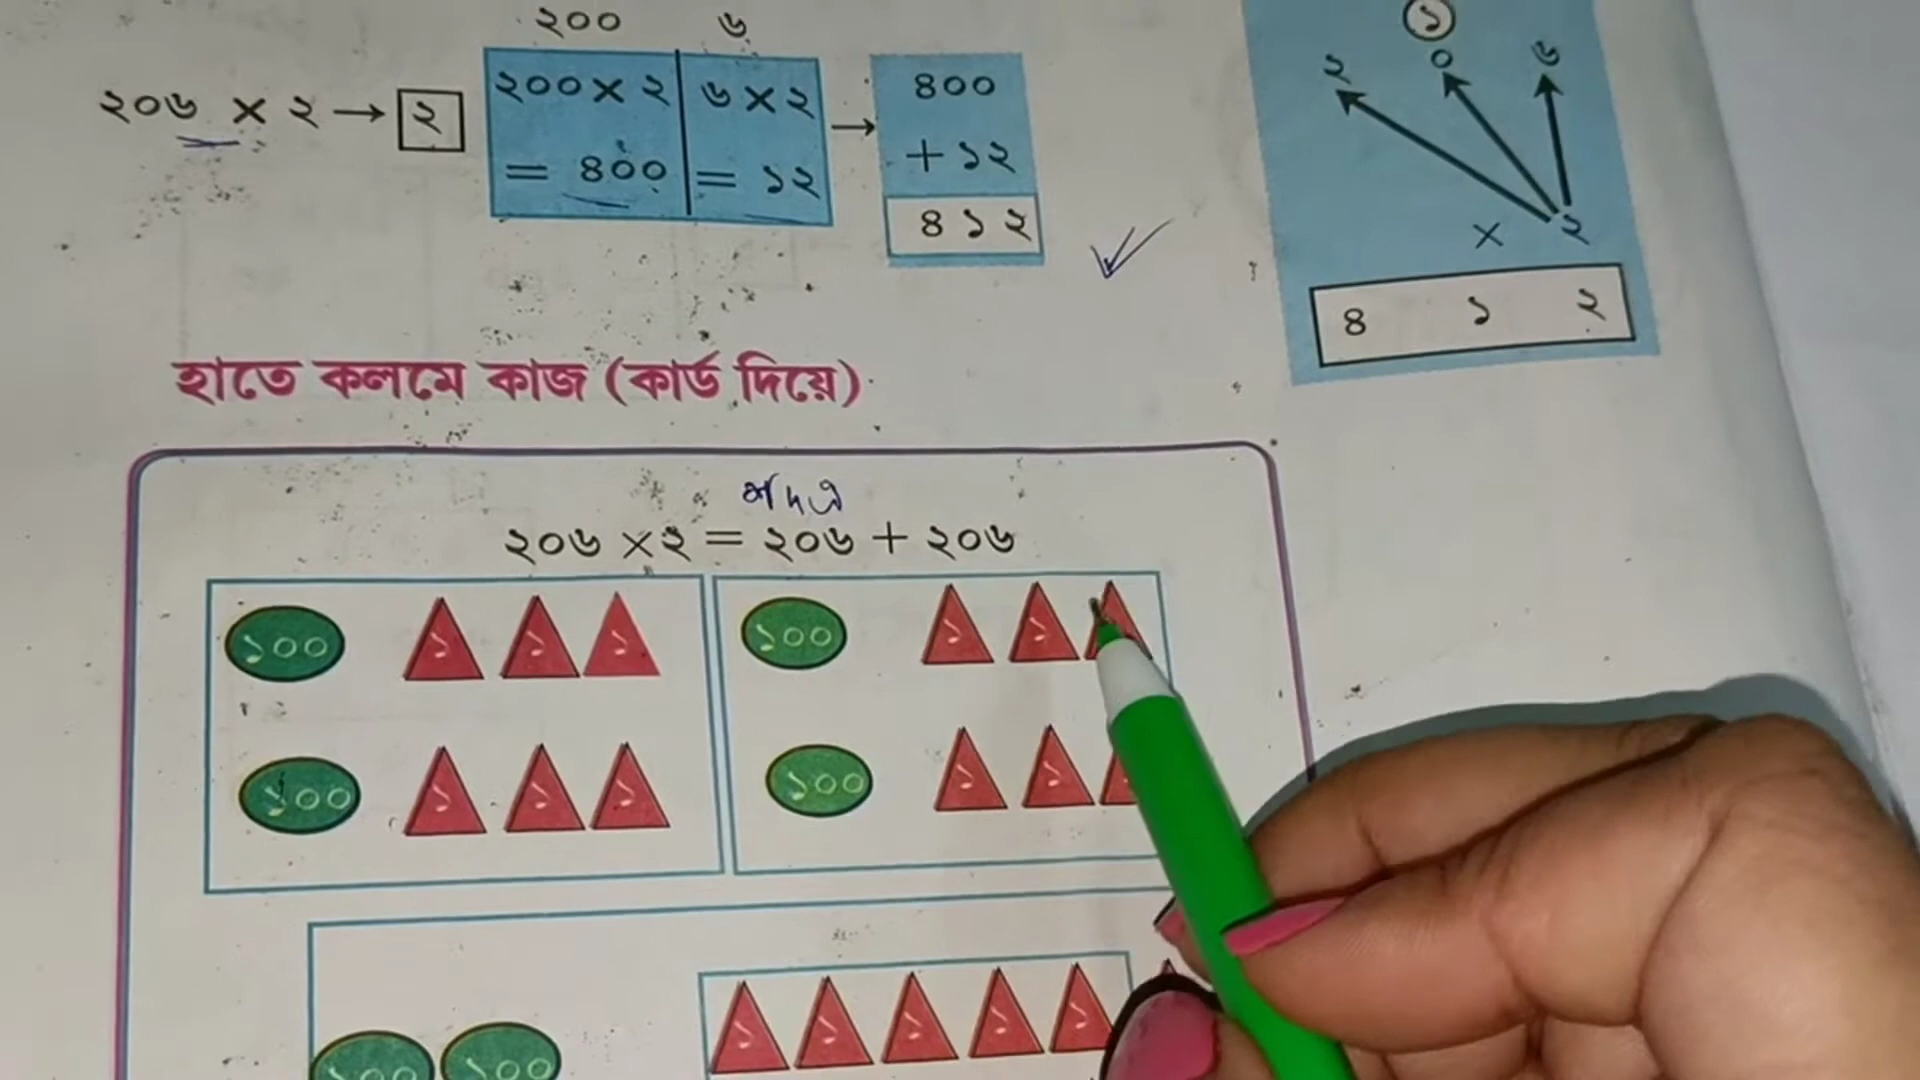 ২০০ ৬
২০৬ × ২ → ২ ২০০ × ২ ৬ × ২ → ৪০০
= ৪০০ = ১২ + ১২
৪ ১ ২
১
২ ০ ৬
× ২
৪ ১ ২
হাতে কলমে কাজ (কার্ড দিয়ে)
২০৬ × ২ = ২০৬ + ২০৬
১০০ ১ ১ ১ ১০০ ১ ১
১০০ ১ ১ ১ ১০০ ১ ১
১ ১ ১ ১ ১
১০০ ১০০